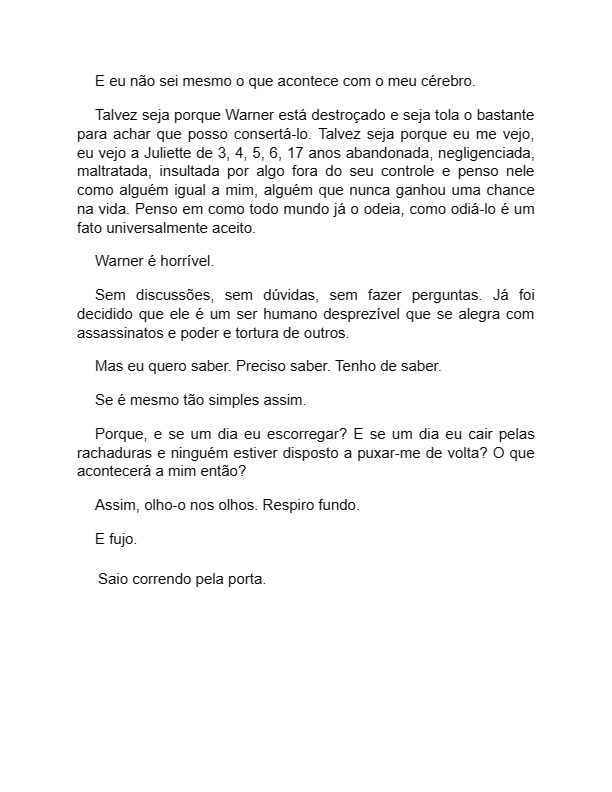 E eu não sei mesmo o que acontece com o meu cérebro.
Talvez seja porque Warner está destroçado e seja tola o bastante
para achar que posso consertá-lo. Talvez seja porque eu me vejo,
eu vejo a Juliette de 3, 4, 5, 6, 17 anos abandonada, negligenciada,
maltratada, insultada por algo fora do seu controle e penso nele
como alguém igual a mim, alguém que nunca ganhou uma chance
na vida. Penso em como todo mundo já o odeia, como odiá-lo é um
fato universalmente aceito.
Warner é horrível.
Sem discussões, sem dúvidas, sem fazer perguntas. Já foi
decidido que ele é um ser humano desprezível que se alegra com
assassinatos e poder e tortura de outros.
Mas eu quero saber. Preciso saber. Tenho de saber.
Se é mesmo tão simples assim.
Porque, e se um dia eu escorregar? E se um dia eu cair pelas
rachaduras e ninguém estiver disposto a puxar-me de volta? O que
acontecerá a mim então?
Assim, olho-o nos olhos. Respiro fundo.
E fujo.
Saio correndo pela porta.